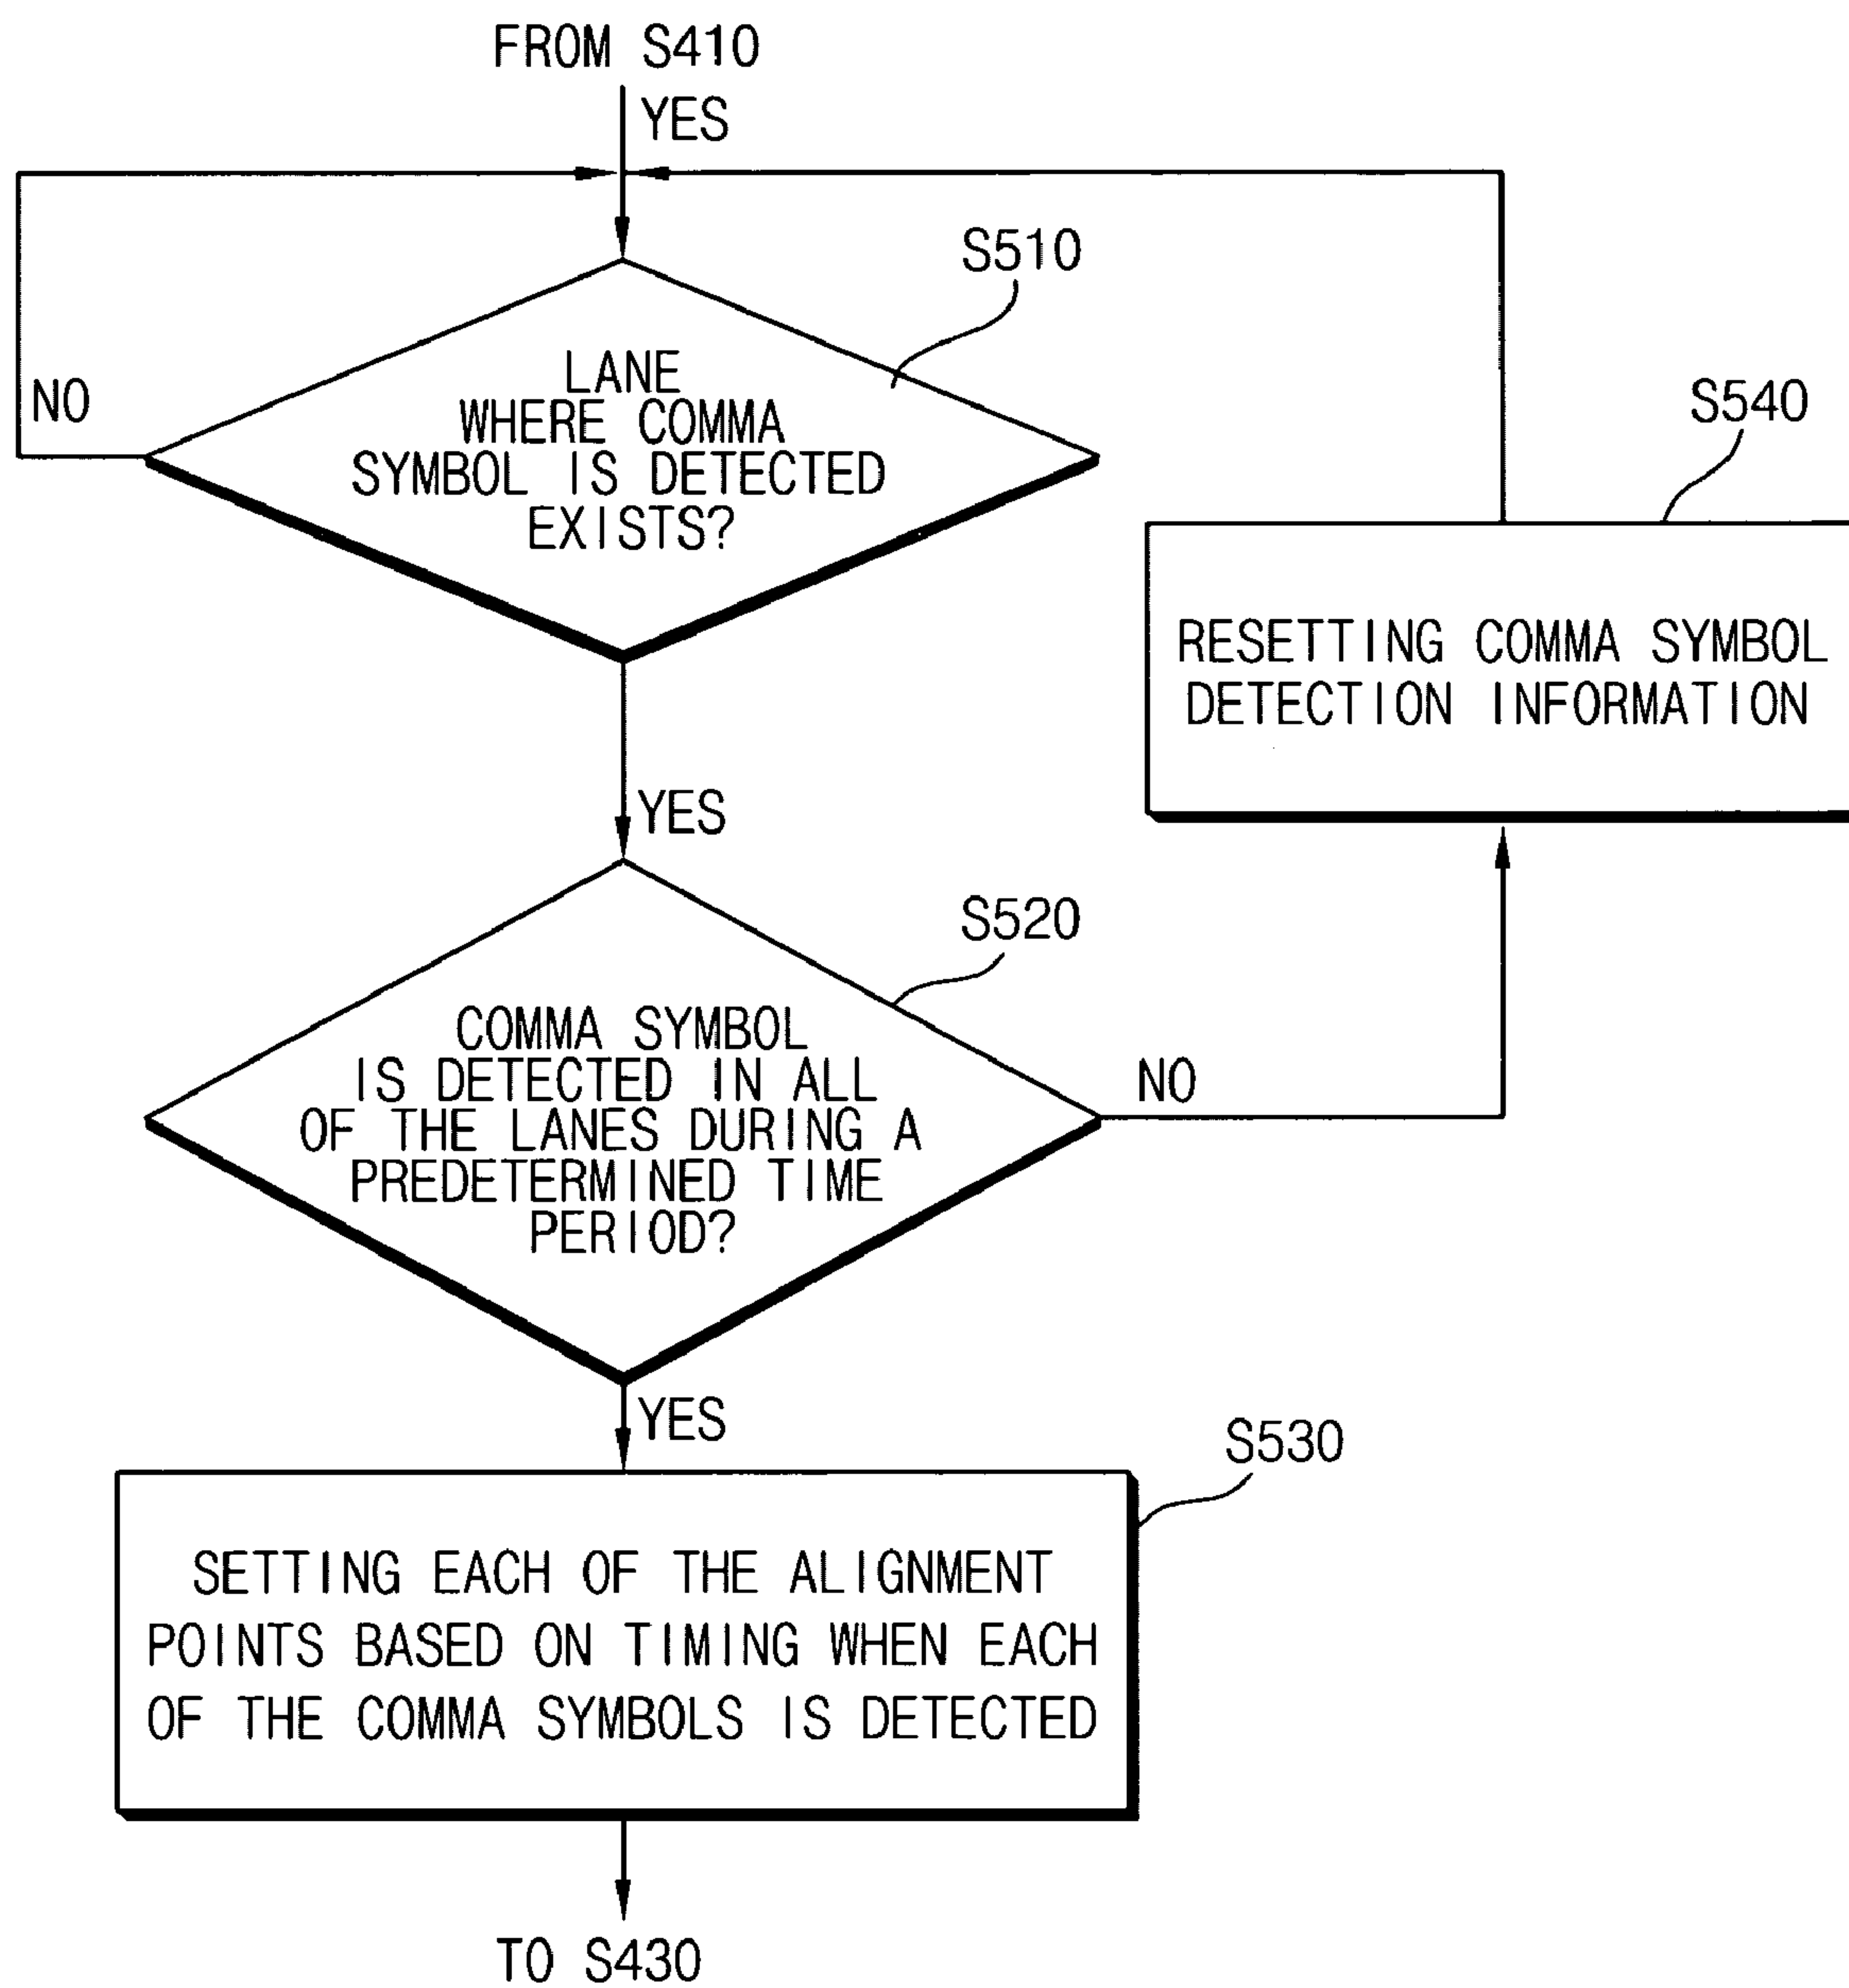 FROM S410
YES
S510
LANE
WHERE COMMA
SYMBOL IS DETECTED
EXISTS?
NO
S540
RESETTING COMMA SYMBOL
DETECTION INFORMATION
YES
S520
COMMA SYMBOL
IS DETECTED IN ALL
OF THE LANES DURING A
PREDETERMINED TIME
PERIOD?
NO
YES
S530
SETTING EACH OF THE ALIGNMENT
POINTS BASED ON TIMING WHEN EACH
OF THE COMMA SYMBOLS IS DETECTED
TO S430